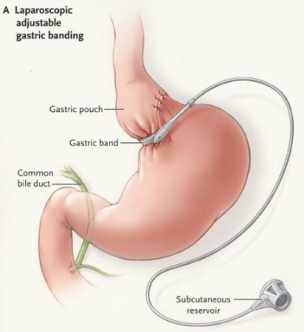 A Laparoscopic
adjustable
gastric banding
Gastric pouch
Gastric band
Common
bile duct
Subcutaneous
reservoir